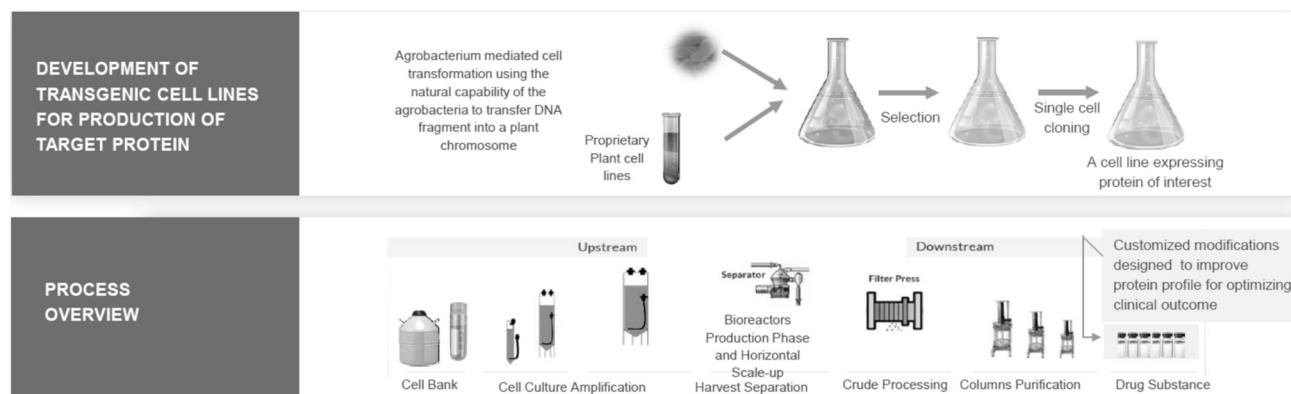 DEVELOPMENT OF
TRANSGENIC CELL LINES
FOR PRODUCTION OF
TARGET PROTEIN
Agrobacterium mediated cell
transformation using the
natural capability of the
agrobacteria to transfer DNA
fragment into a plant
chromosome
Proprietary
Plant cell
lines
Selection
Single cell
cloning
A cell line expressing
protein of interest
PROCESS
OVERVIEW
Upstream
Downstream
Customized modifications
designed to improve
protein profile for optimizing
clinical outcome
Separator
Filter Press
Bioreactors
Production Phase
and Horizontal
Scale-up
Cell Bank
Cell Culture Amplification
Harvest Separation
Crude Processing
Columns Purification
Drug Substance